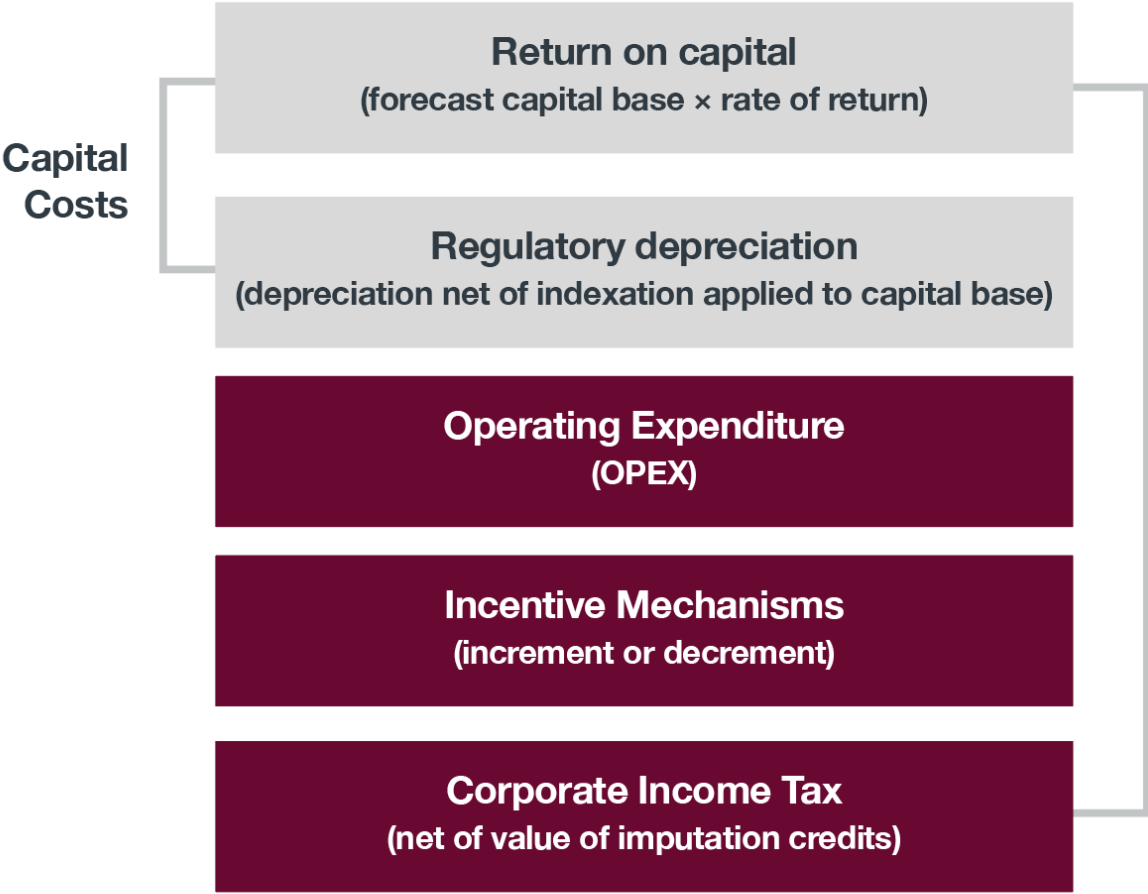 Return on capital
(forecast capital base × rate of return)
Capital
Costs
Regulatory depreciation
(depreciation net of indexation applied to capital base)
Operating Expenditure
(OPEX)
Incentive Mechanisms
(increment or decrement)
Corporate Income Tax
(net of value of imputation credits)